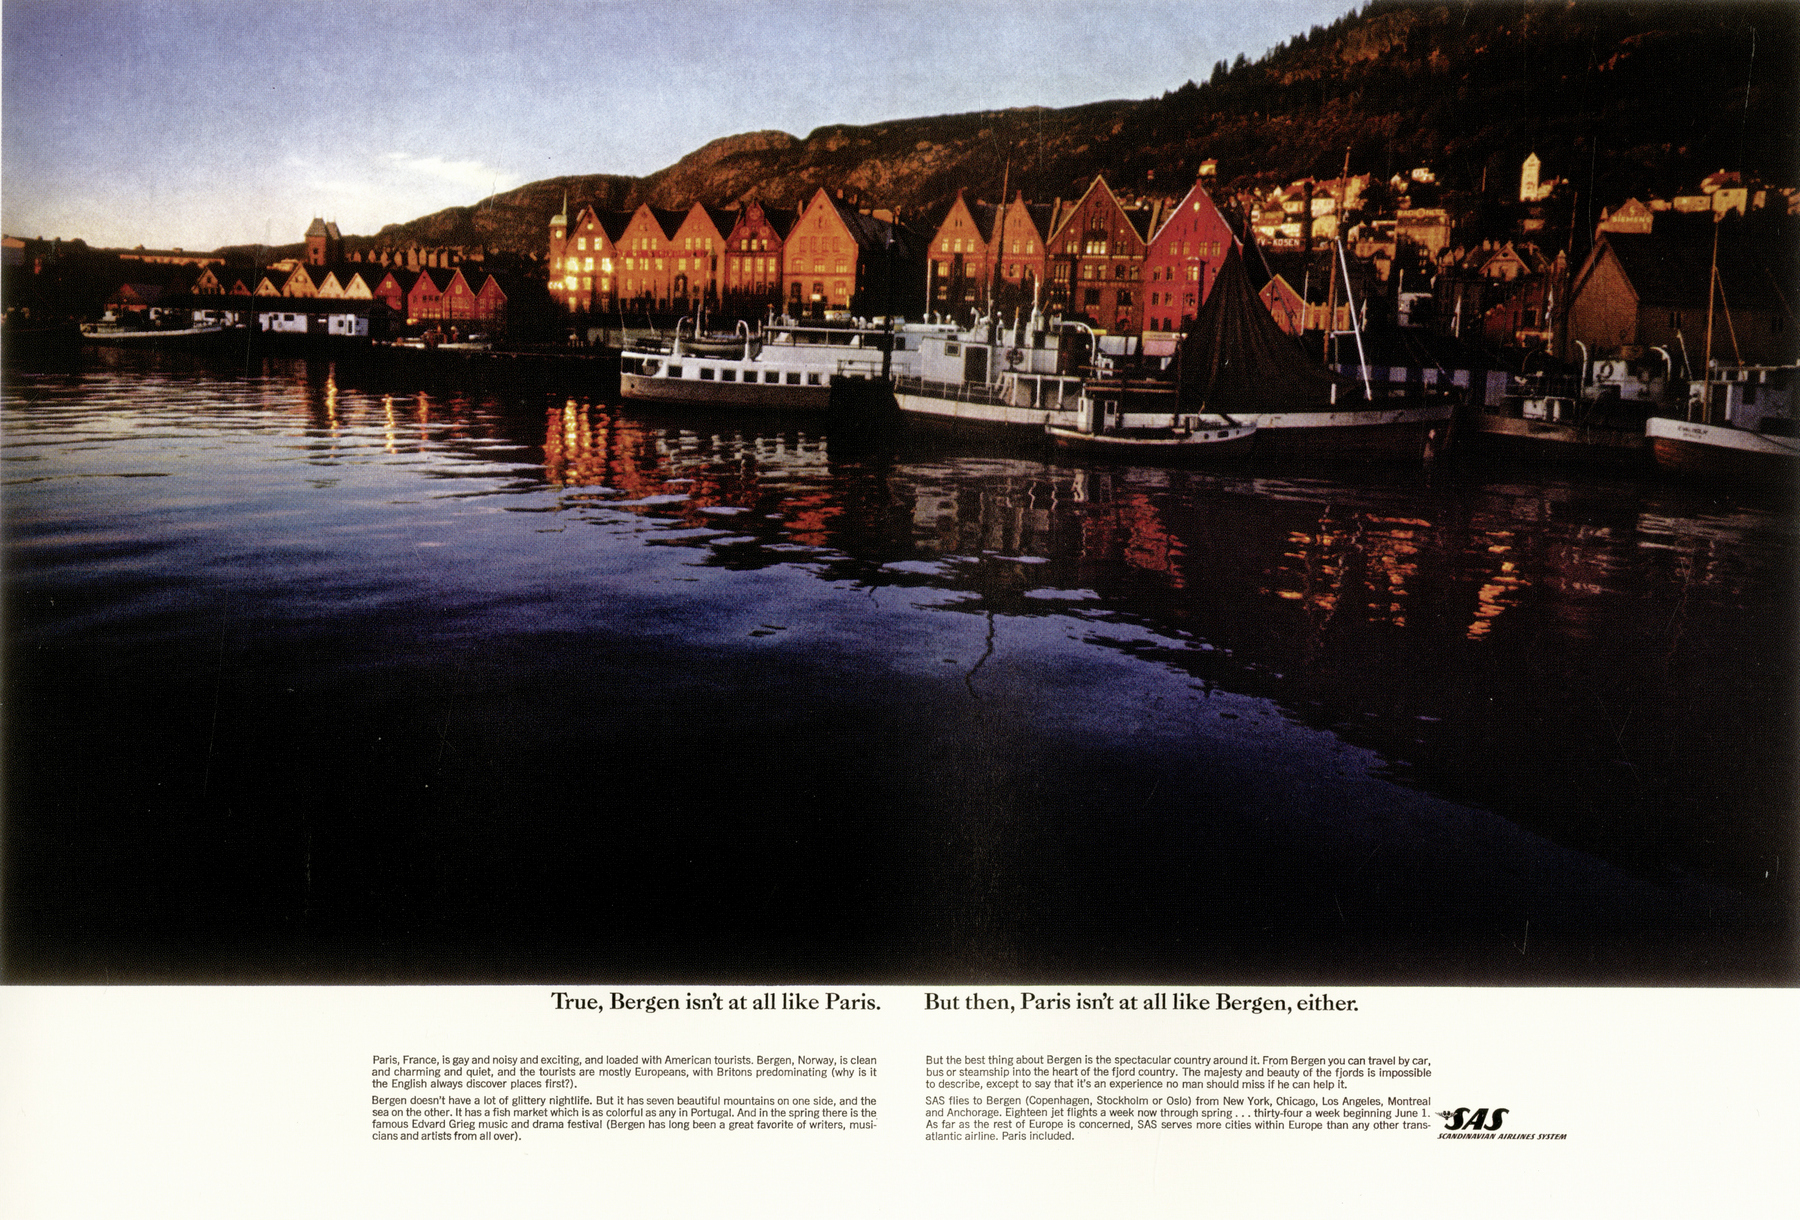 RADIONETTE
TV-KOSEN
SIEMENS
True, Bergen isn't at all like Paris. But then, Paris isn't at all like Bergen, either.
Paris, France, is gay and noisy and exciting, and loaded with American tourists. Bergen, Norway, is clean
and charming and quiet, and the tourists are mostly Europeans, with Britons predominating (why is it
the English always discover places first?).
Bergen doesn't have a lot of glittery nightlife. But it has seven beautiful mountains on one side, and the
sea on the other. It has a fish market which is as colorful as any in Portugal. And in the spring there is the
famous Edvard Grieg music and drama festival (Bergen has long been a great favorite of writers, musi-
cians and artists from all over).
But the best thing about Bergen is the spectacular country around it. From Bergen you can travel by car,
bus or steamship into the heart of the fjord country. The majesty and beauty of the fjords is impossible
to describe, except to say that it's an experience no man should miss if he can help it.
SAS flies to Bergen (Copenhagen, Stockholm or Oslo) from New York, Chicago, Los Angeles, Montreal
and Anchorage. Eighteen jet flights a week now through spring . . . thirty-four a week beginning June 1.
As far as the rest of Europe is concerned, SAS serves more cities within Europe than any other trans-
atlantic airline. Paris included.
SAS
SCANDINAVIAN AIRLINES SYSTEM